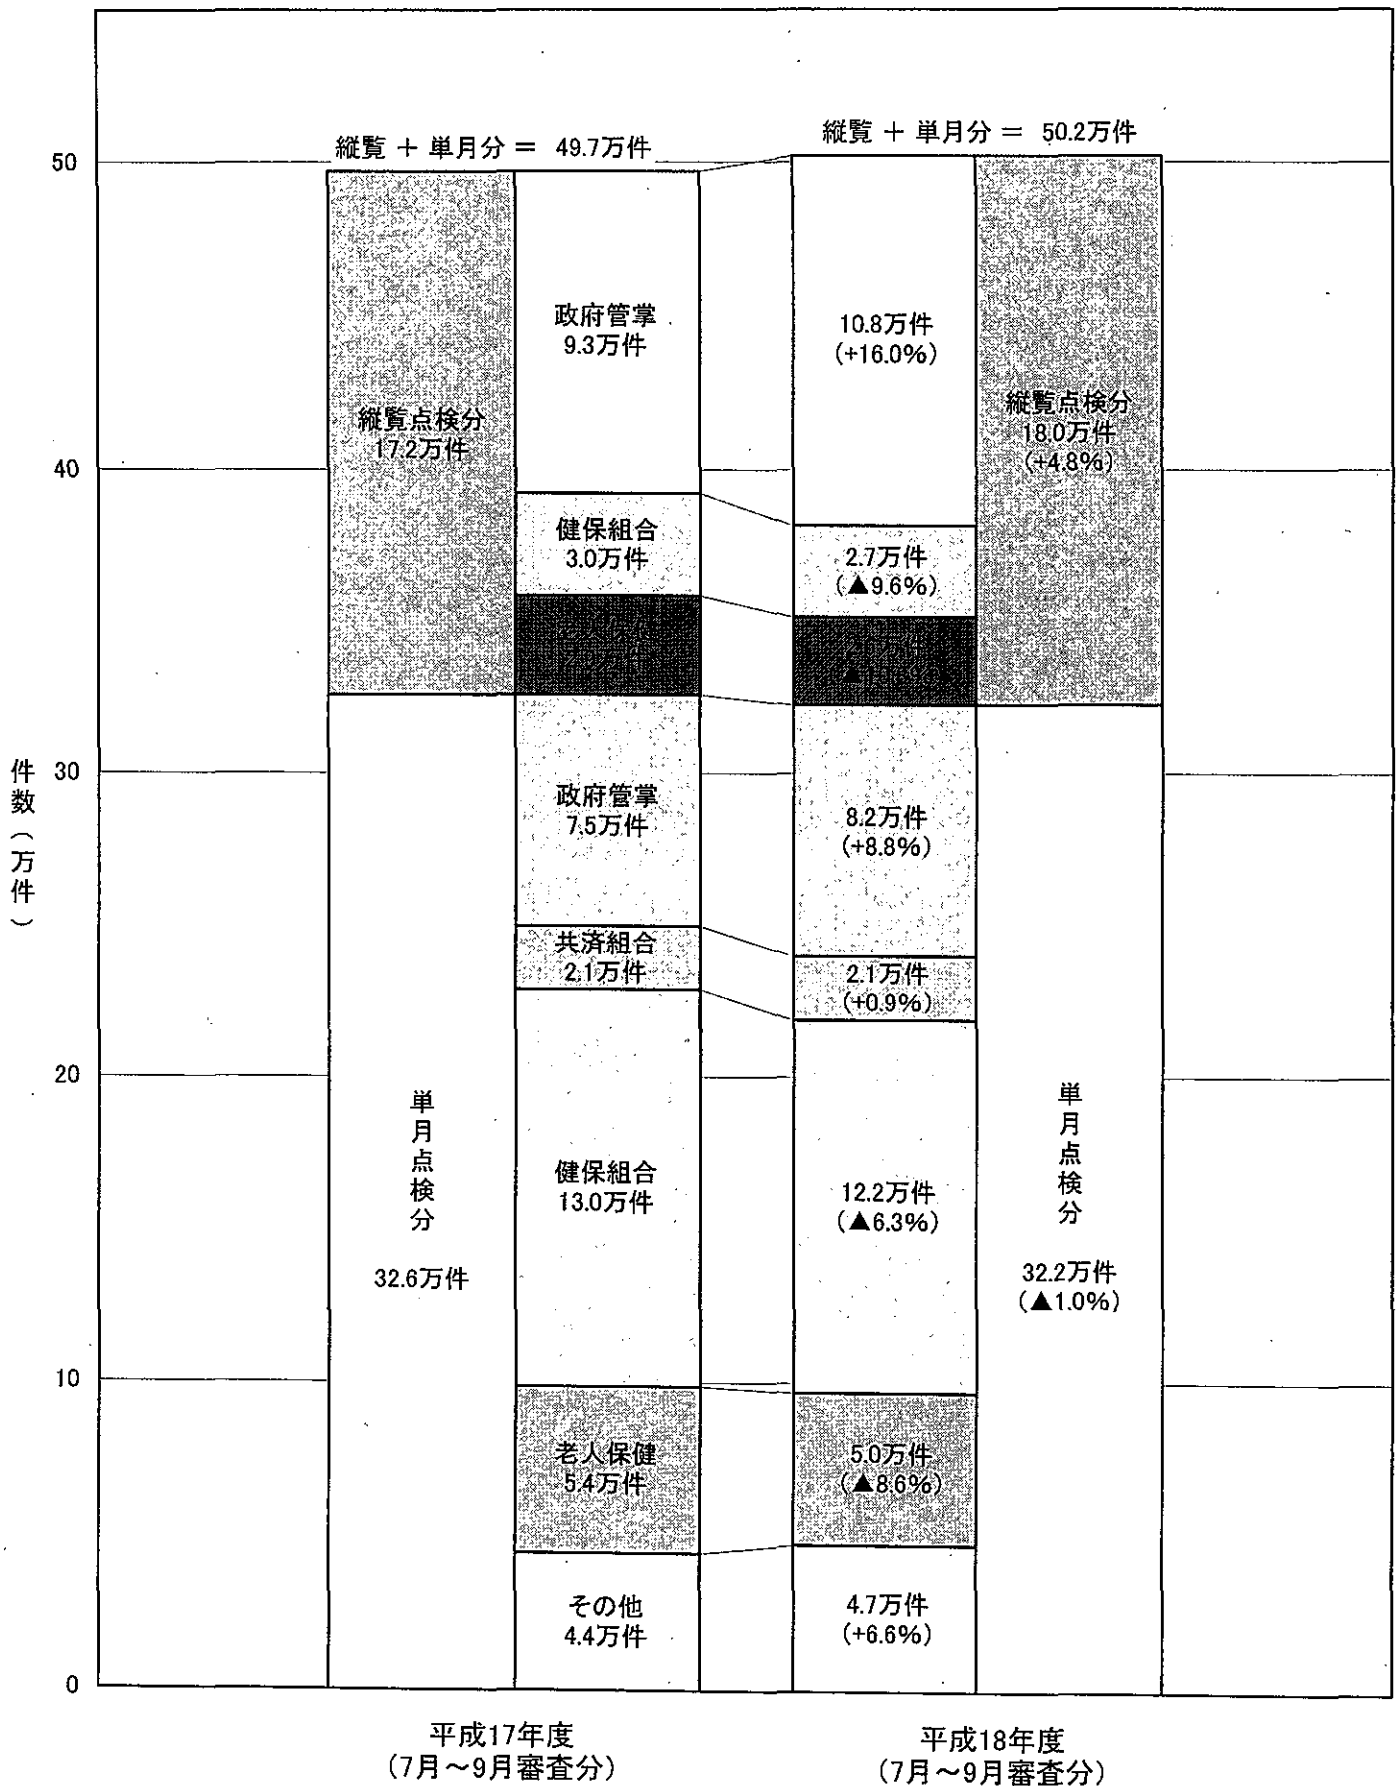 縦覧 + 単月分 = 49.7万件
縦覧 + 単月分 = 50.2万件
50
40
30
20
10
0
件数(万件)
縦覧点検分
17.2万件
単月点検分
32.6万件
政府管掌
9.3万件
健保組合
3.0万件
老人保健
政府管掌
7.5万件
共済組合
2.1万件
健保組合
13.0万件
老人保健
5.4万件
その他
4.4万件
10.8万件
(+16.0%)
2.7万件
(▲9.6%)
8.2万件
(+8.8%)
2.1万件
(+0.9%)
12.2万件
(▲6.3%)
5.0万件
(▲8.6%)
4.7万件
(+6.6%)
縦覧点検分
18.0万件
(+4.8%)
単月点検分
32.2万件
(▲1.0%)
平成17年度
(7月～9月審査分)
平成18年度
(7月～9月審査分)